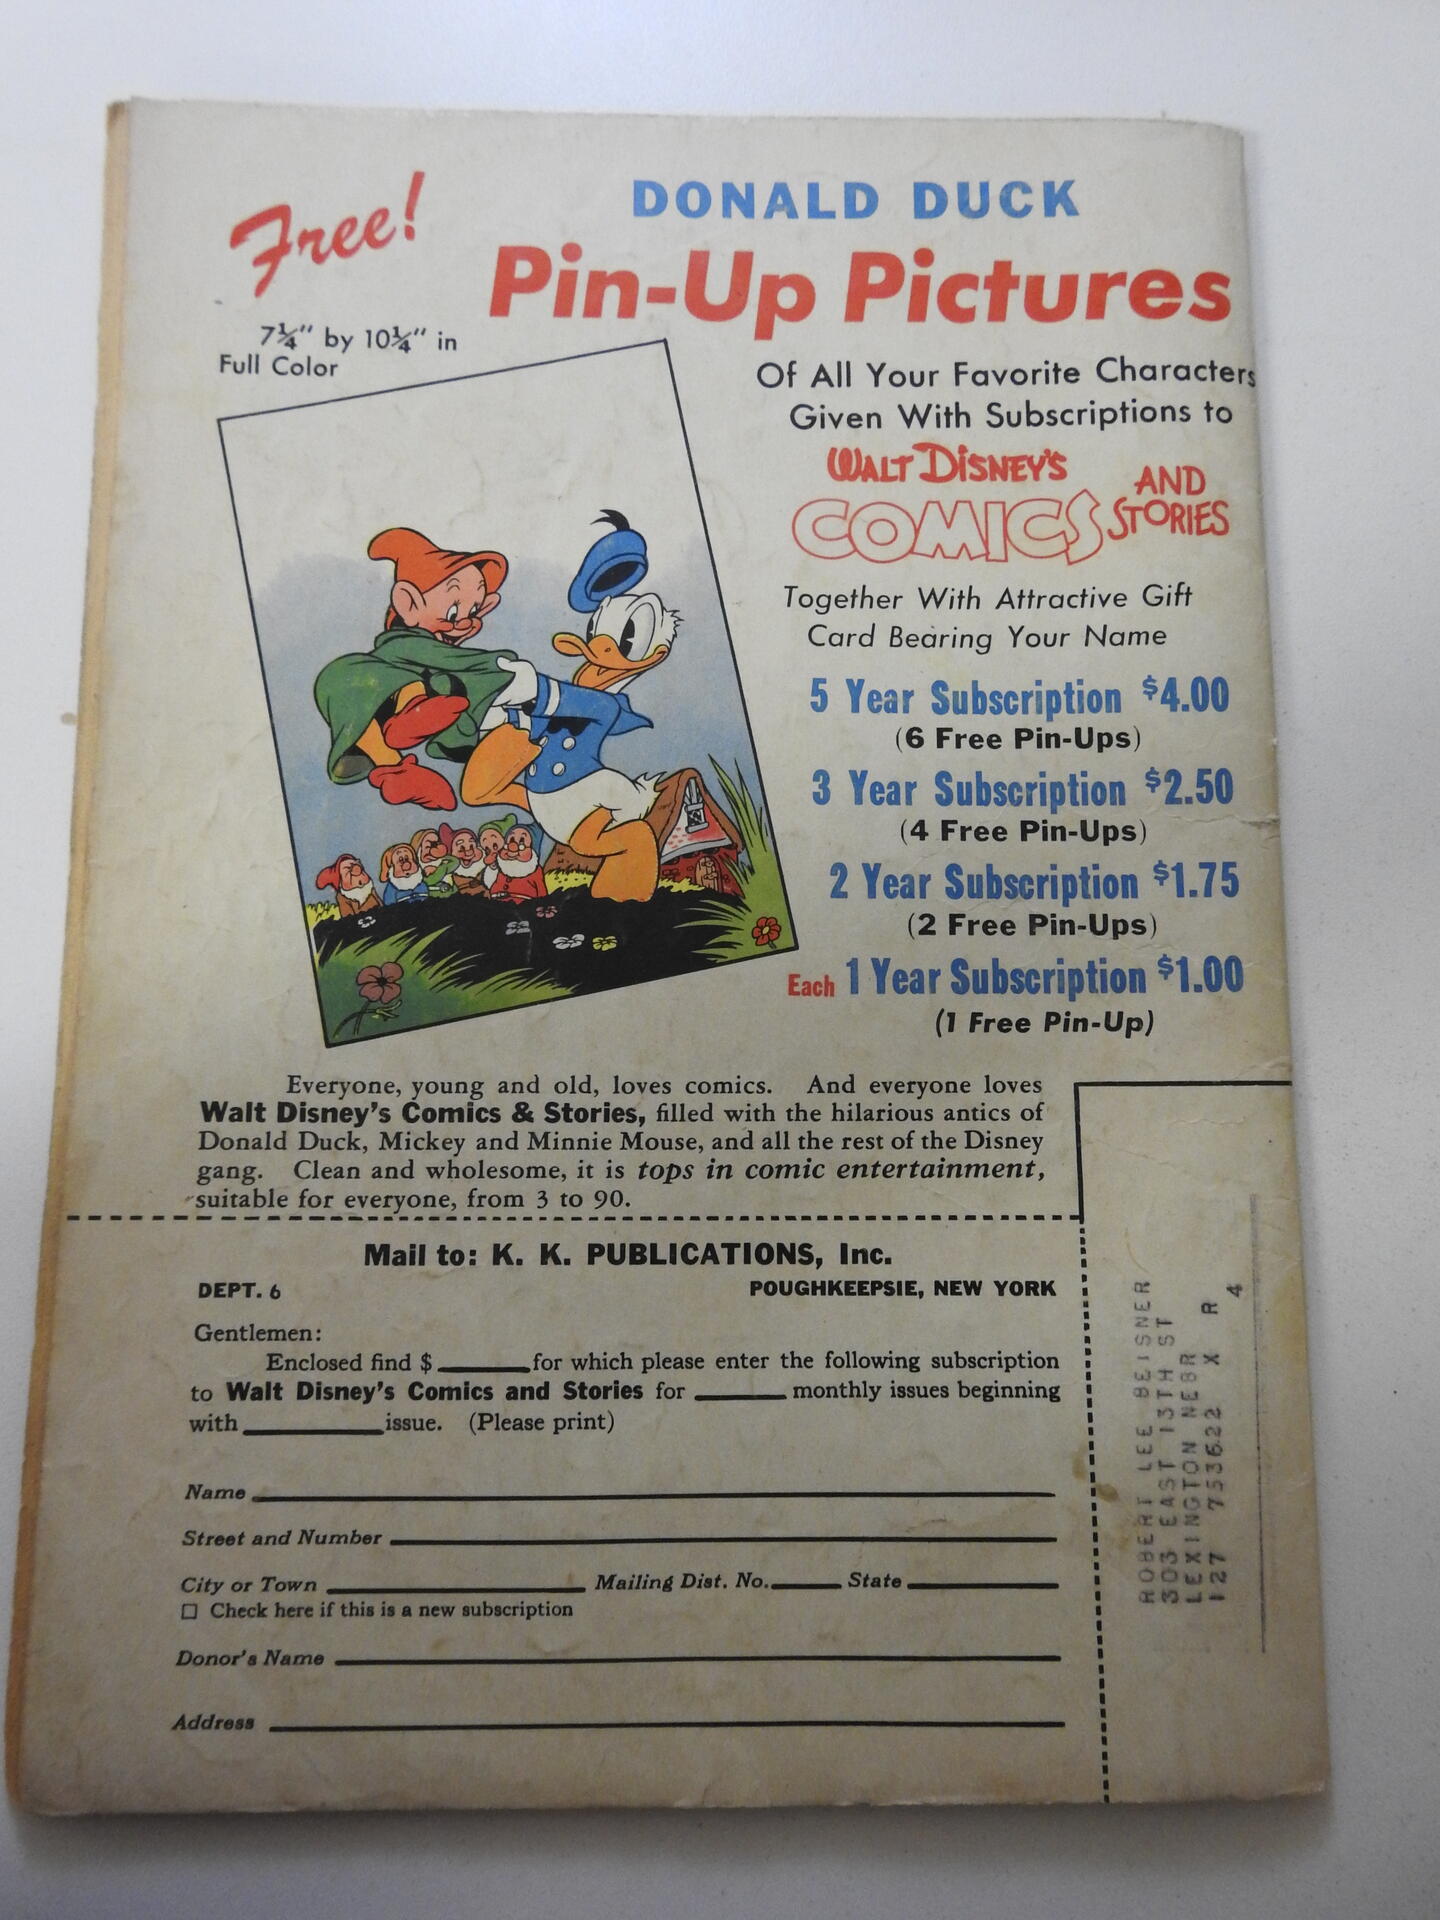 Free!
DONALD DUCK
Pin-Up Pictures
7¼" by 10¼" in
Full Color
Of All Your Favorite Characters
Given With Subscriptions to
WALT DISNEY'S
COMICS AND STORIES
Together With Attractive Gift
Card Bearing Your Name
5 Year Subscription $4.00
(6 Free Pin-Ups)
3 Year Subscription $2.50
(4 Free Pin-Ups)
2 Year Subscription $1.75
(2 Free Pin-Ups)
Each 1 Year Subscription $1.00
(1 Free Pin-Up)
Everyone, young and old, loves comics. And everyone loves
Walt Disney's Comics & Stories, filled with the hilarious antics of
Donald Duck, Mickey and Minnie Mouse, and all the rest of the Disney
gang. Clean and wholesome, it is tops in comic entertainment,
suitable for everyone, from 3 to 90.
Mail to: K. K. PUBLICATIONS, Inc.
DEPT. 6 POUGHKEEPSIE, NEW YORK
Gentlemen:
Enclosed find $ for which please enter the following subscription
to Walt Disney's Comics and Stories for monthly issues beginning
with issue. (Please print)
Name
Street and Number
City or Town Mailing Dist. No. State
Check here if this is a new subscription
Donor's Name
Address
ROBERT LEE BEISNER
303 EAST 13TH ST
LEXINGTON NEBR
127 753622 X R
4